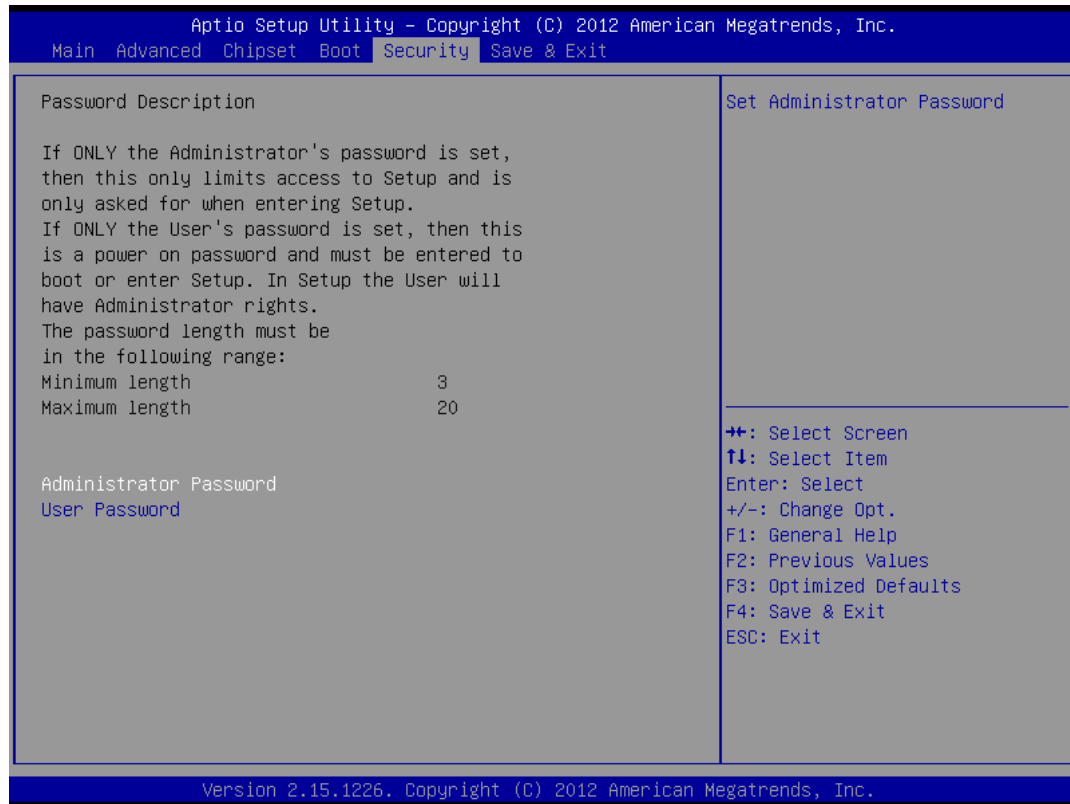 Aptio Setup Utility – Copyright (C) 2012 American Megatrends, Inc.
Main Advanced Chipset Boot Security Save & Exit
Password Description
If ONLY the Administrator's password is set,
then this only limits access to Setup and is
only asked for when entering Setup.
If ONLY the User's password is set, then this
is a power on password and must be entered to
boot or enter Setup. In Setup the User will
have Administrator rights.
The password length must be
in the following range:
Minimum length 3
Maximum length 20
Administrator Password
User Password
Set Administrator Password
→←: Select Screen
↑↓: Select Item
Enter: Select
+/-: Change Opt.
F1: General Help
F2: Previous Values
F3: Optimized Defaults
F4: Save & Exit
ESC: Exit
Version 2.15.1226. Copyright (C) 2012 American Megatrends, Inc.